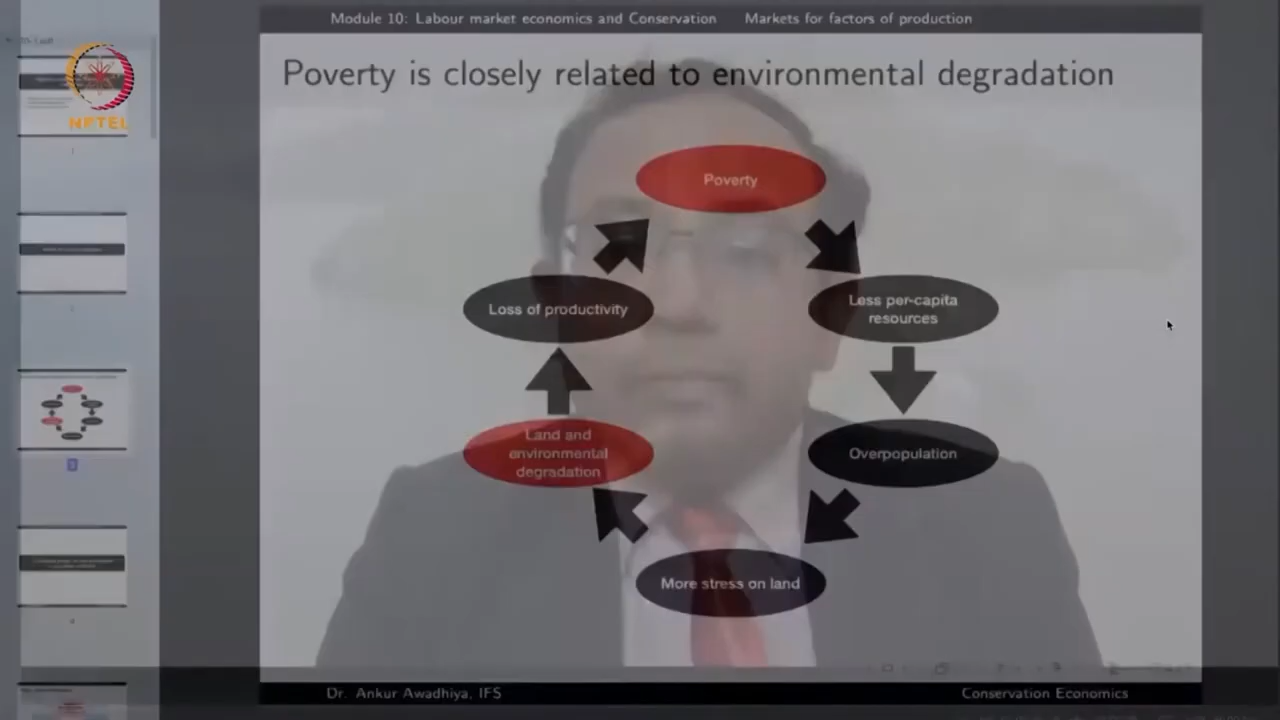 Module 10: Labour market economics and Conservation Markets for factors of production
NPTEL
Poverty is closely related to environmental degradation
Poverty
Loss of productivity
Less per-capita
resources
Land and
environmental
degradation
Overpopulation
More stress on land
Dr. Ankur Awadhiya, IFS
Conservation Economics